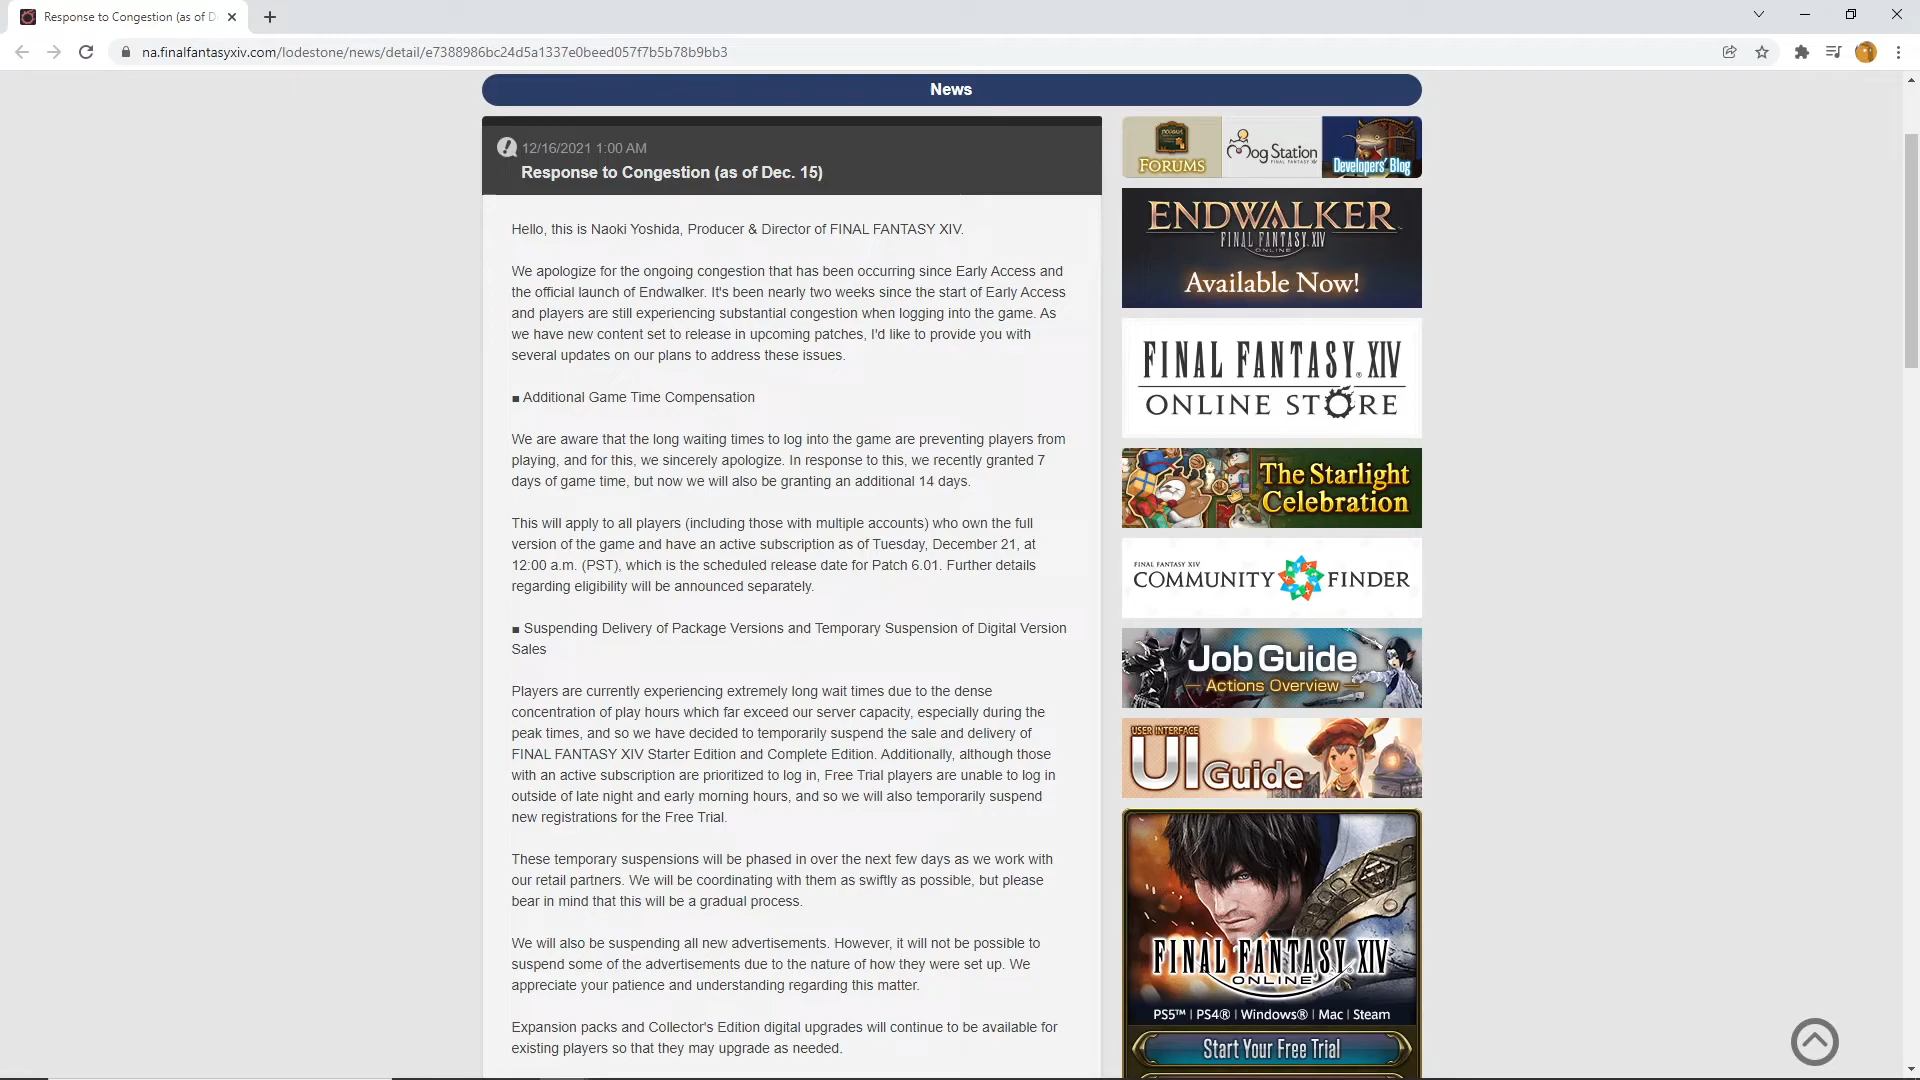 Response to Congestion (as of D
na.finalfantasyxiv.com/lodestone/news/detail/e7388986bc24d5a1337e0beed057f7b5b78b9bb3
News
12/16/2021 1:00 AM
Response to Congestion (as of Dec. 15)
Hello, this is Naoki Yoshida, Producer & Director of FINAL FANTASY XIV.
We apologize for the ongoing congestion that has been occurring since Early Access and
the official launch of Endwalker. It's been nearly two weeks since the start of Early Access
and players are still experiencing substantial congestion when logging into the game. As
we have new content set to release in upcoming patches, I'd like to provide you with
several updates on our plans to address these issues.
■ Additional Game Time Compensation
We are aware that the long waiting times to log into the game are preventing players from
playing, and for this, we sincerely apologize. In response to this, we recently granted 7
days of game time, but now we will also be granting an additional 14 days.
This will apply to all players (including those with multiple accounts) who own the full
version of the game and have an active subscription as of Tuesday, December 21, at
12:00 a.m. (PST), which is the scheduled release date for Patch 6.01. Further details
regarding eligibility will be announced separately.
■ Suspending Delivery of Package Versions and Temporary Suspension of Digital Version
Sales
Players are currently experiencing extremely long wait times due to the dense
concentration of play hours which far exceed our server capacity, especially during the
peak times, and so we have decided to temporarily suspend the sale and delivery of
FINAL FANTASY XIV Starter Edition and Complete Edition. Additionally, although those
with an active subscription are prioritized to log in, Free Trial players are unable to log in
outside of late night and early morning hours, and so we will also temporarily suspend
new registrations for the Free Trial.
These temporary suspensions will be phased in over the next few days as we work with
our retail partners. We will be coordinating with them as swiftly as possible, but please
bear in mind that this will be a gradual process.
We will also be suspending all new advertisements. However, it will not be possible to
suspend some of the advertisements due to the nature of how they were set up. We
appreciate your patience and understanding regarding this matter.
Expansion packs and Collector's Edition digital upgrades will continue to be available for
existing players so that they may upgrade as needed.
FORUMS
Mog Station
FINAL FANTASY XIV
Developers' Blog
ENDWALKER
FINAL FANTASY XIV
ONLINE
Available Now!
FINAL FANTASY® XIV
ONLINE STORE
The Starlight
Celebration
FINAL FANTASY XIV
COMMUNITY FINDER
Job Guide
Actions Overview
USER INTERFACE
UI Guide
FINAL FANTASY XIV
ONLINE
PS5™ | PS4® | Windows® | Mac | Steam
Start Your Free Trial